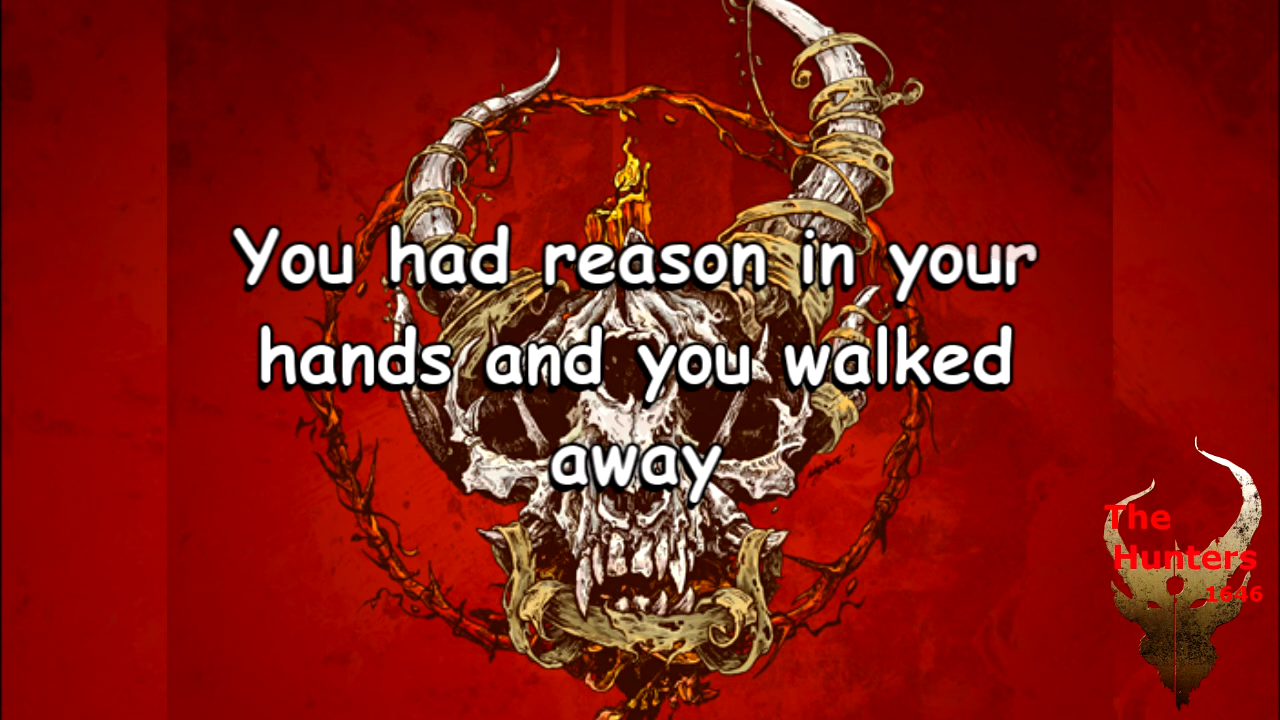 You had reason in your
hands and you walked
away
The
Hunters
1646